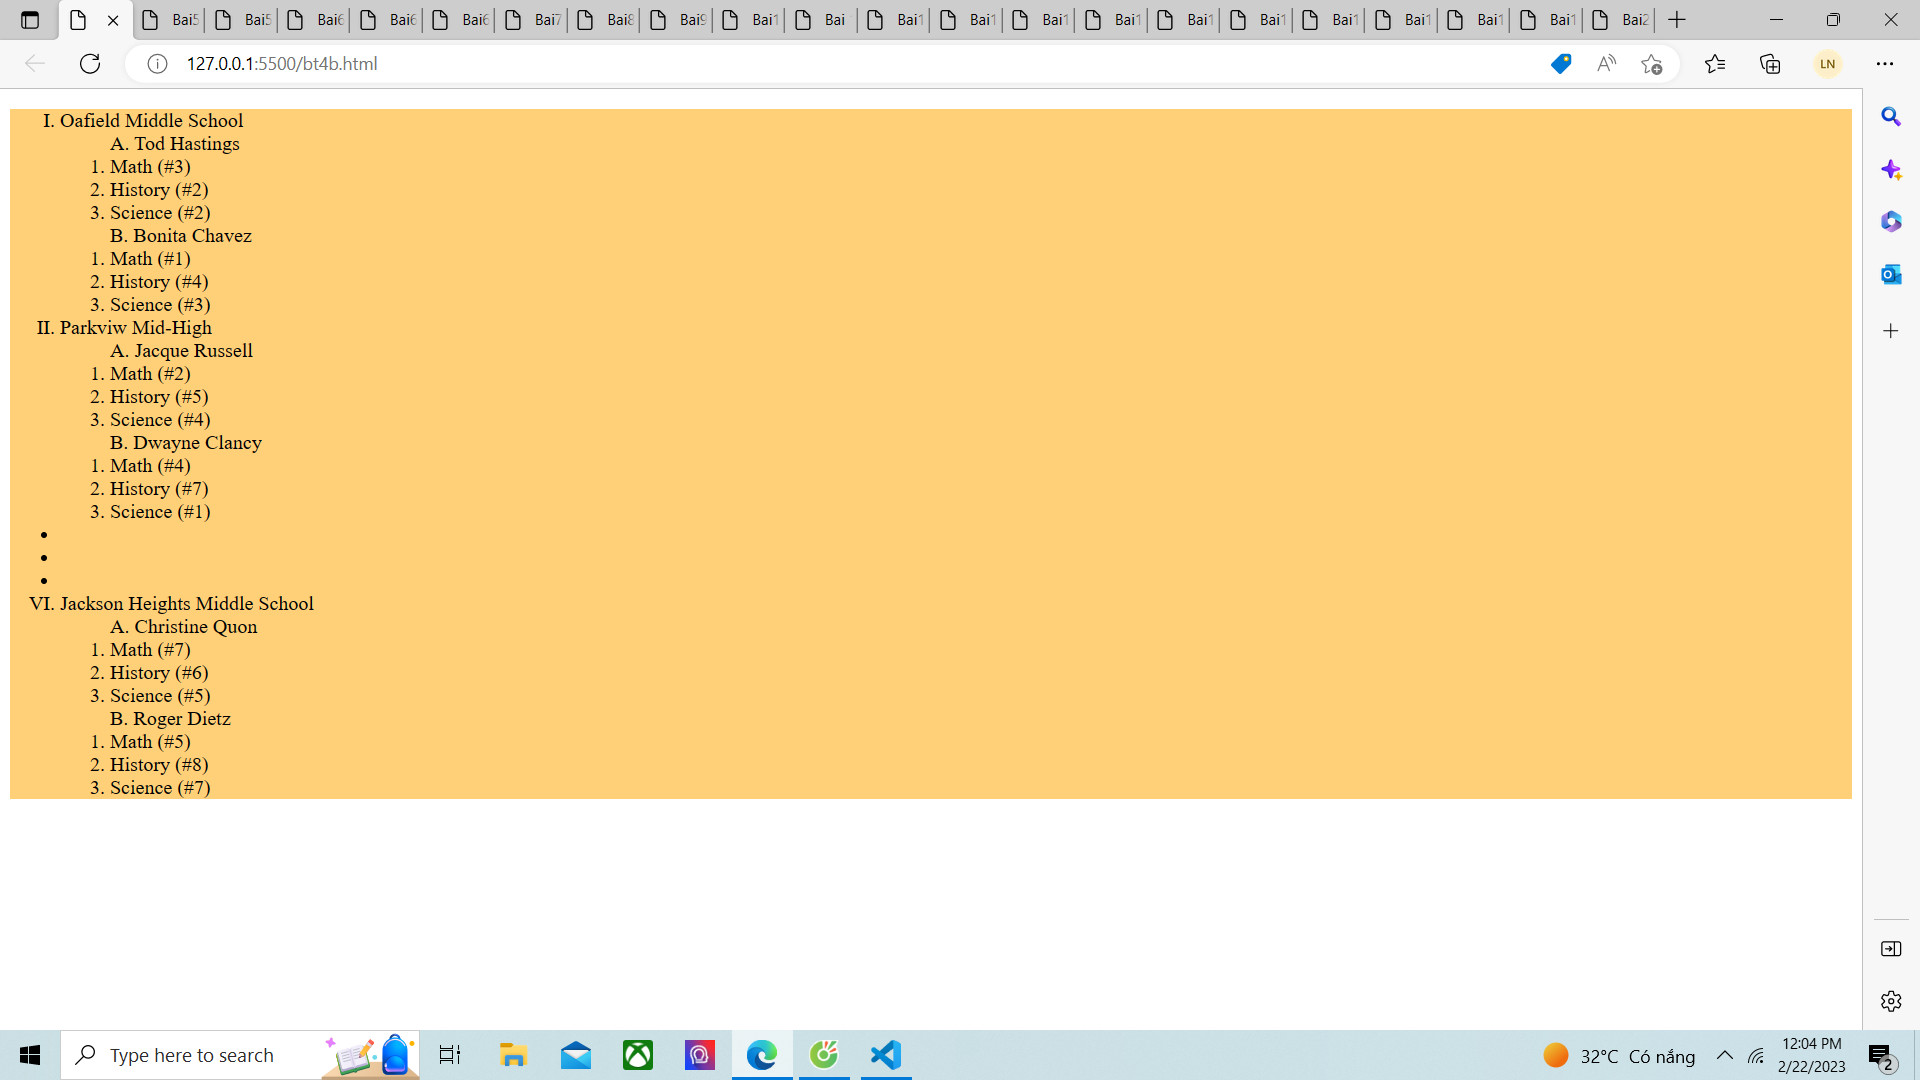 Bai5 Bai5 Bai6 Bai6 Bai6 Bai7 Bai8 Bai9 Bai1 Bai Bai1 Bai1 Bai1 Bai1 Bai1 Bai1 Bai1 Bai1 Bai1 Bai1 Bai2
127.0.0.1:5500/bt4b.html
LN
I. Oafield Middle School
A. Tod Hastings
1. Math (#3)
2. History (#2)
3. Science (#2)
B. Bonita Chavez
1. Math (#1)
2. History (#4)
3. Science (#3)
II. Parkviw Mid-High
A. Jacque Russell
1. Math (#2)
2. History (#5)
3. Science (#4)
B. Dwayne Clancy
1. Math (#4)
2. History (#7)
3. Science (#1)
•
•
•
VI. Jackson Heights Middle School
A. Christine Quon
1. Math (#7)
2. History (#6)
3. Science (#5)
B. Roger Dietz
1. Math (#5)
2. History (#8)
3. Science (#7)
Type here to search
32°C Có nắng
12:04 PM
2/22/2023
2